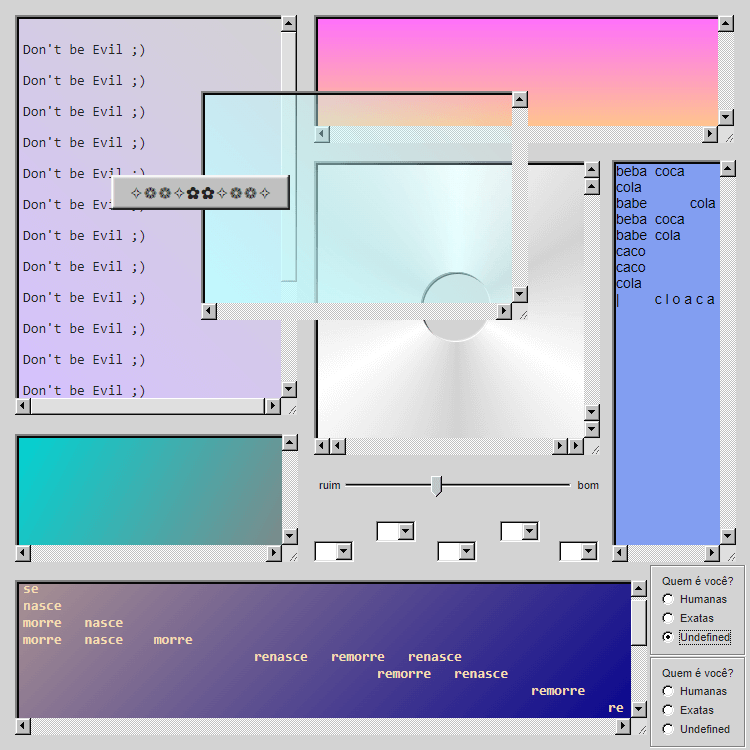 Don't be Evil ;)
Don't be Evil ;)
Don't be Evil ;)
Don't be Evil ;)
Don't be Evil ;)
Don't be Evil ;)
Don't be Evil ;)
Don't be Evil ;)
Don't be Evil ;)
Don't be Evil ;)
Don't be Evil ;)
Don't be Evil ;)
✧❁❁✧✿✿✧❁❁✧
beba coca
cola
babe cola
beba coca
babe cola
caco
caco
cola
| c l o a c a
ruim bom
se
nasce
morre nasce
morre nasce morre
renasce remorre renasce
remorre renasce
remorre
re
Quem é você?
Humanas
Exatas
Undefined
Quem é você?
Humanas
Exatas
Undefined